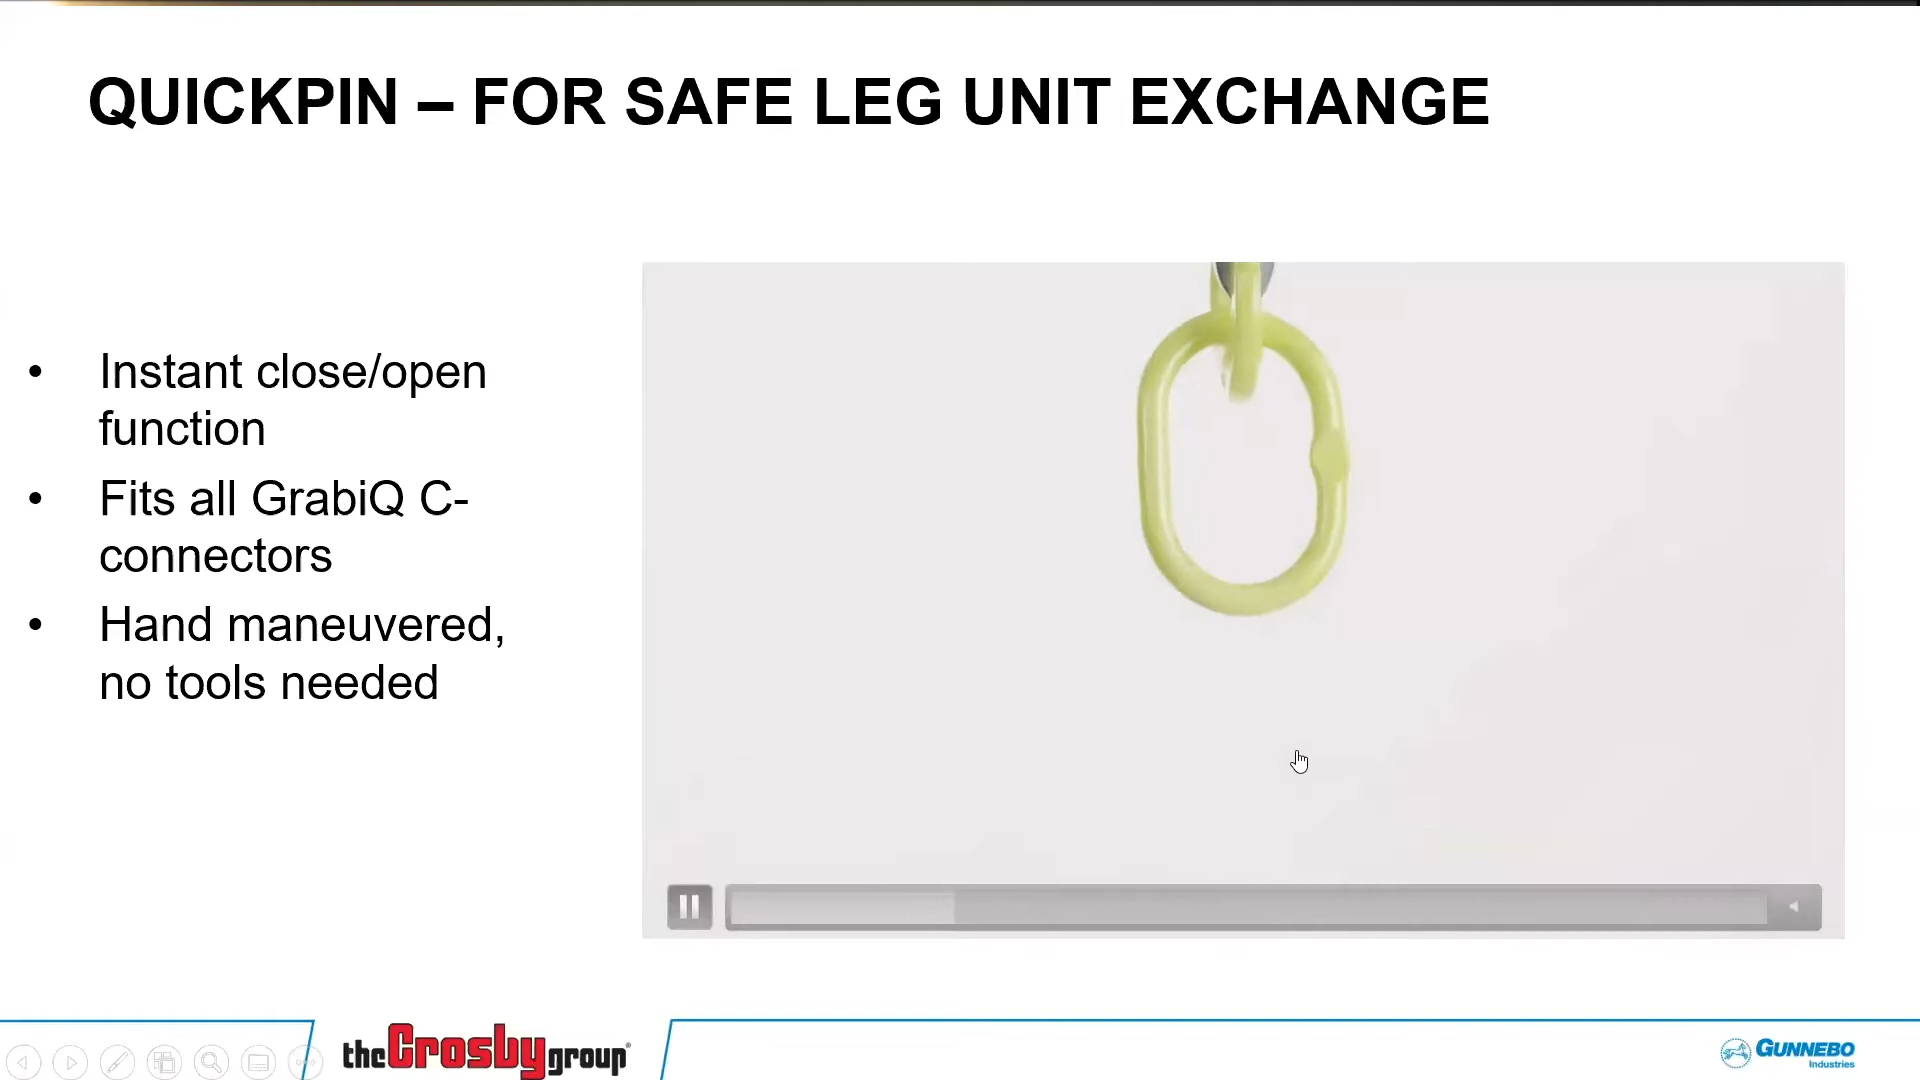 QUICKPIN – FOR SAFE LEG UNIT EXCHANGE
• Instant close/open
function
• Fits all GrabiQ C-
connectors
• Hand maneuvered,
no tools needed
theCrosbygroup®
GUNNEBO
Industries